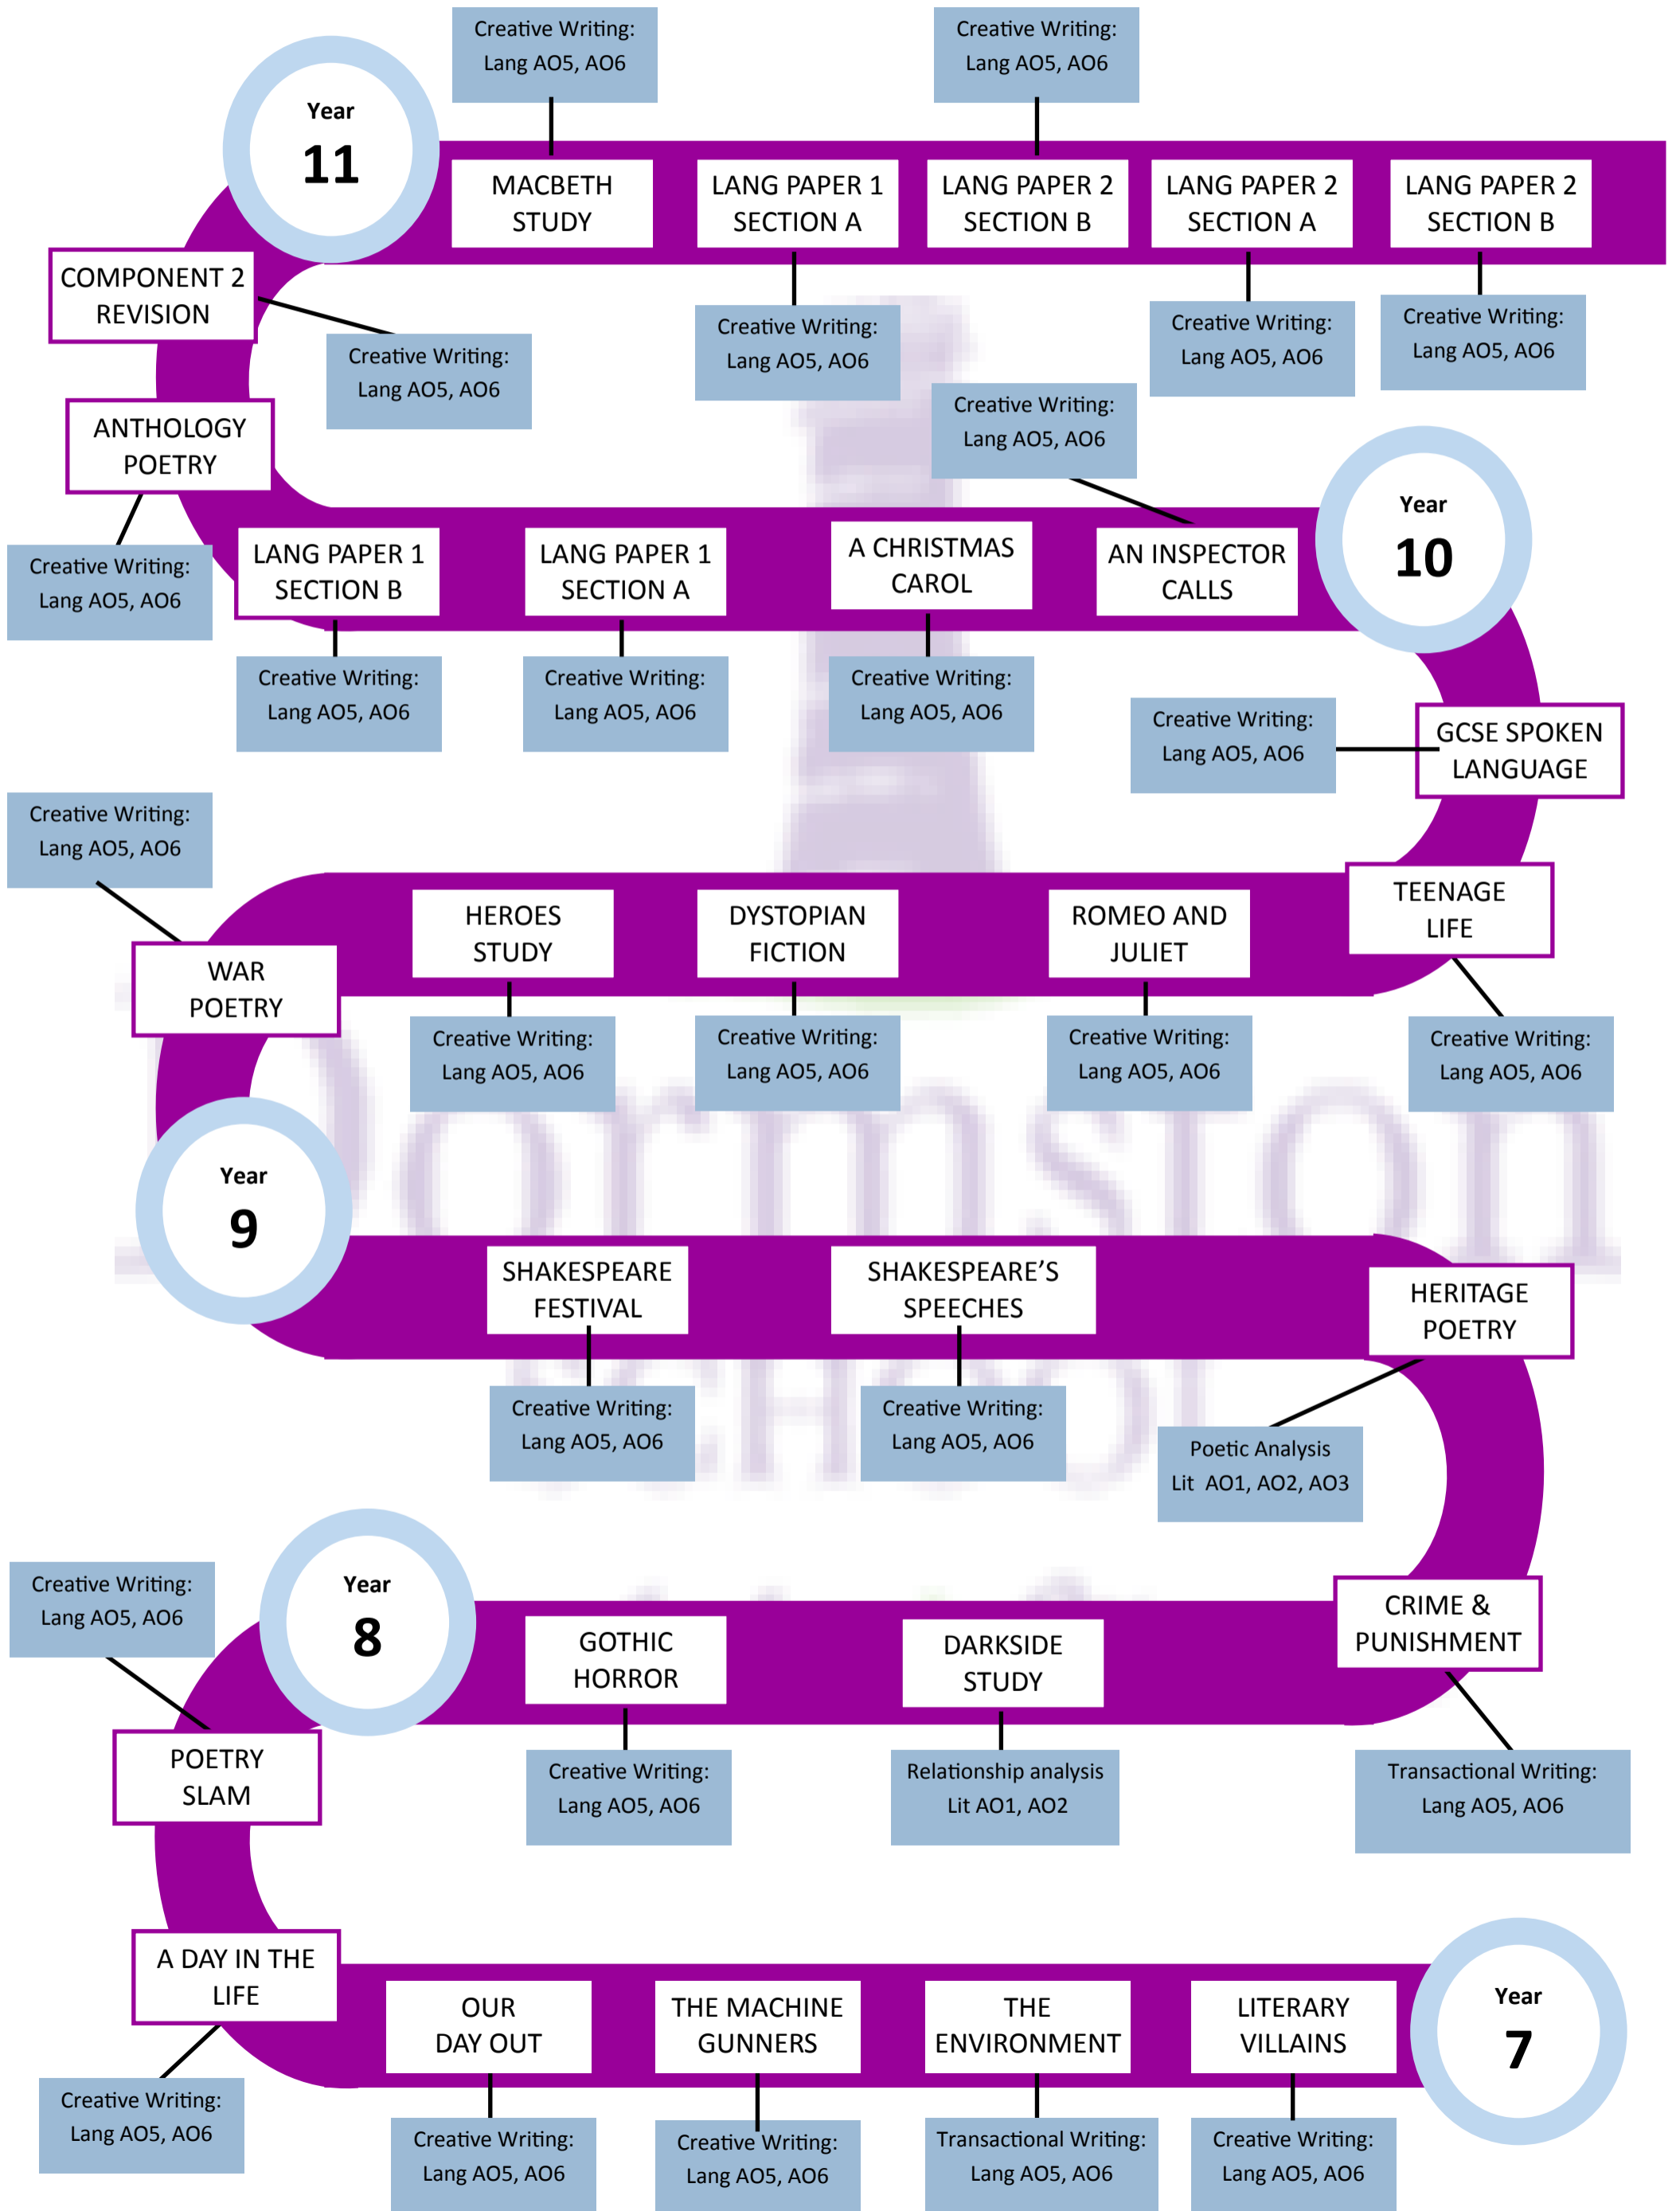 Creative Writing:
Lang AO5, AO6
Creative Writing:
Lang AO5, AO6
Year
11
MACBETH
STUDY
LANG PAPER 1
SECTION A
LANG PAPER 2
SECTION B
LANG PAPER 2
SECTION A
LANG PAPER 2
SECTION B
COMPONENT 2
REVISION
Creative Writing:
Lang AO5, AO6
Creative Writing:
Lang AO5, AO6
Creative Writing:
Lang AO5, AO6
Creative Writing:
Lang AO5, AO6
ANTHOLOGY
POETRY
Creative Writing:
Lang AO5, AO6
Creative Writing:
Lang AO5, AO6
LANG PAPER 1
SECTION B
LANG PAPER 1
SECTION A
A CHRISTMAS
CAROL
AN INSPECTOR
CALLS
Year
10
Creative Writing:
Lang AO5, AO6
Creative Writing:
Lang AO5, AO6
Creative Writing:
Lang AO5, AO6
Creative Writing:
Lang AO5, AO6
GCSE SPOKEN
LANGUAGE
Creative Writing:
Lang AO5, AO6
WAR
POETRY
HEROES
STUDY
DYSTOPIAN
FICTION
ROMEO AND
JULIET
TEENAGE
LIFE
Creative Writing:
Lang AO5, AO6
Creative Writing:
Lang AO5, AO6
Creative Writing:
Lang AO5, AO6
Creative Writing:
Lang AO5, AO6
Dormston
SCHOOL
Year
9
SHAKESPEARE
FESTIVAL
SHAKESPEARE'S
SPEECHES
HERITAGE
POETRY
Creative Writing:
Lang AO5, AO6
Creative Writing:
Lang AO5, AO6
Poetic Analysis
Lit AO1, AO2, AO3
Creative Writing:
Lang AO5, AO6
Year
8
GOTHIC
HORROR
DARKSIDE
STUDY
CRIME &
PUNISHMENT
POETRY
SLAM
Creative Writing:
Lang AO5, AO6
Relationship analysis
Lit AO1, AO2
Transactional Writing:
Lang AO5, AO6
A DAY IN THE
LIFE
OUR
DAY OUT
THE MACHINE
GUNNERS
THE
ENVIRONMENT
LITERARY
VILLAINS
Year
7
Creative Writing:
Lang AO5, AO6
Creative Writing:
Lang AO5, AO6
Creative Writing:
Lang AO5, AO6
Transactional Writing:
Lang AO5, AO6
Creative Writing:
Lang AO5, AO6